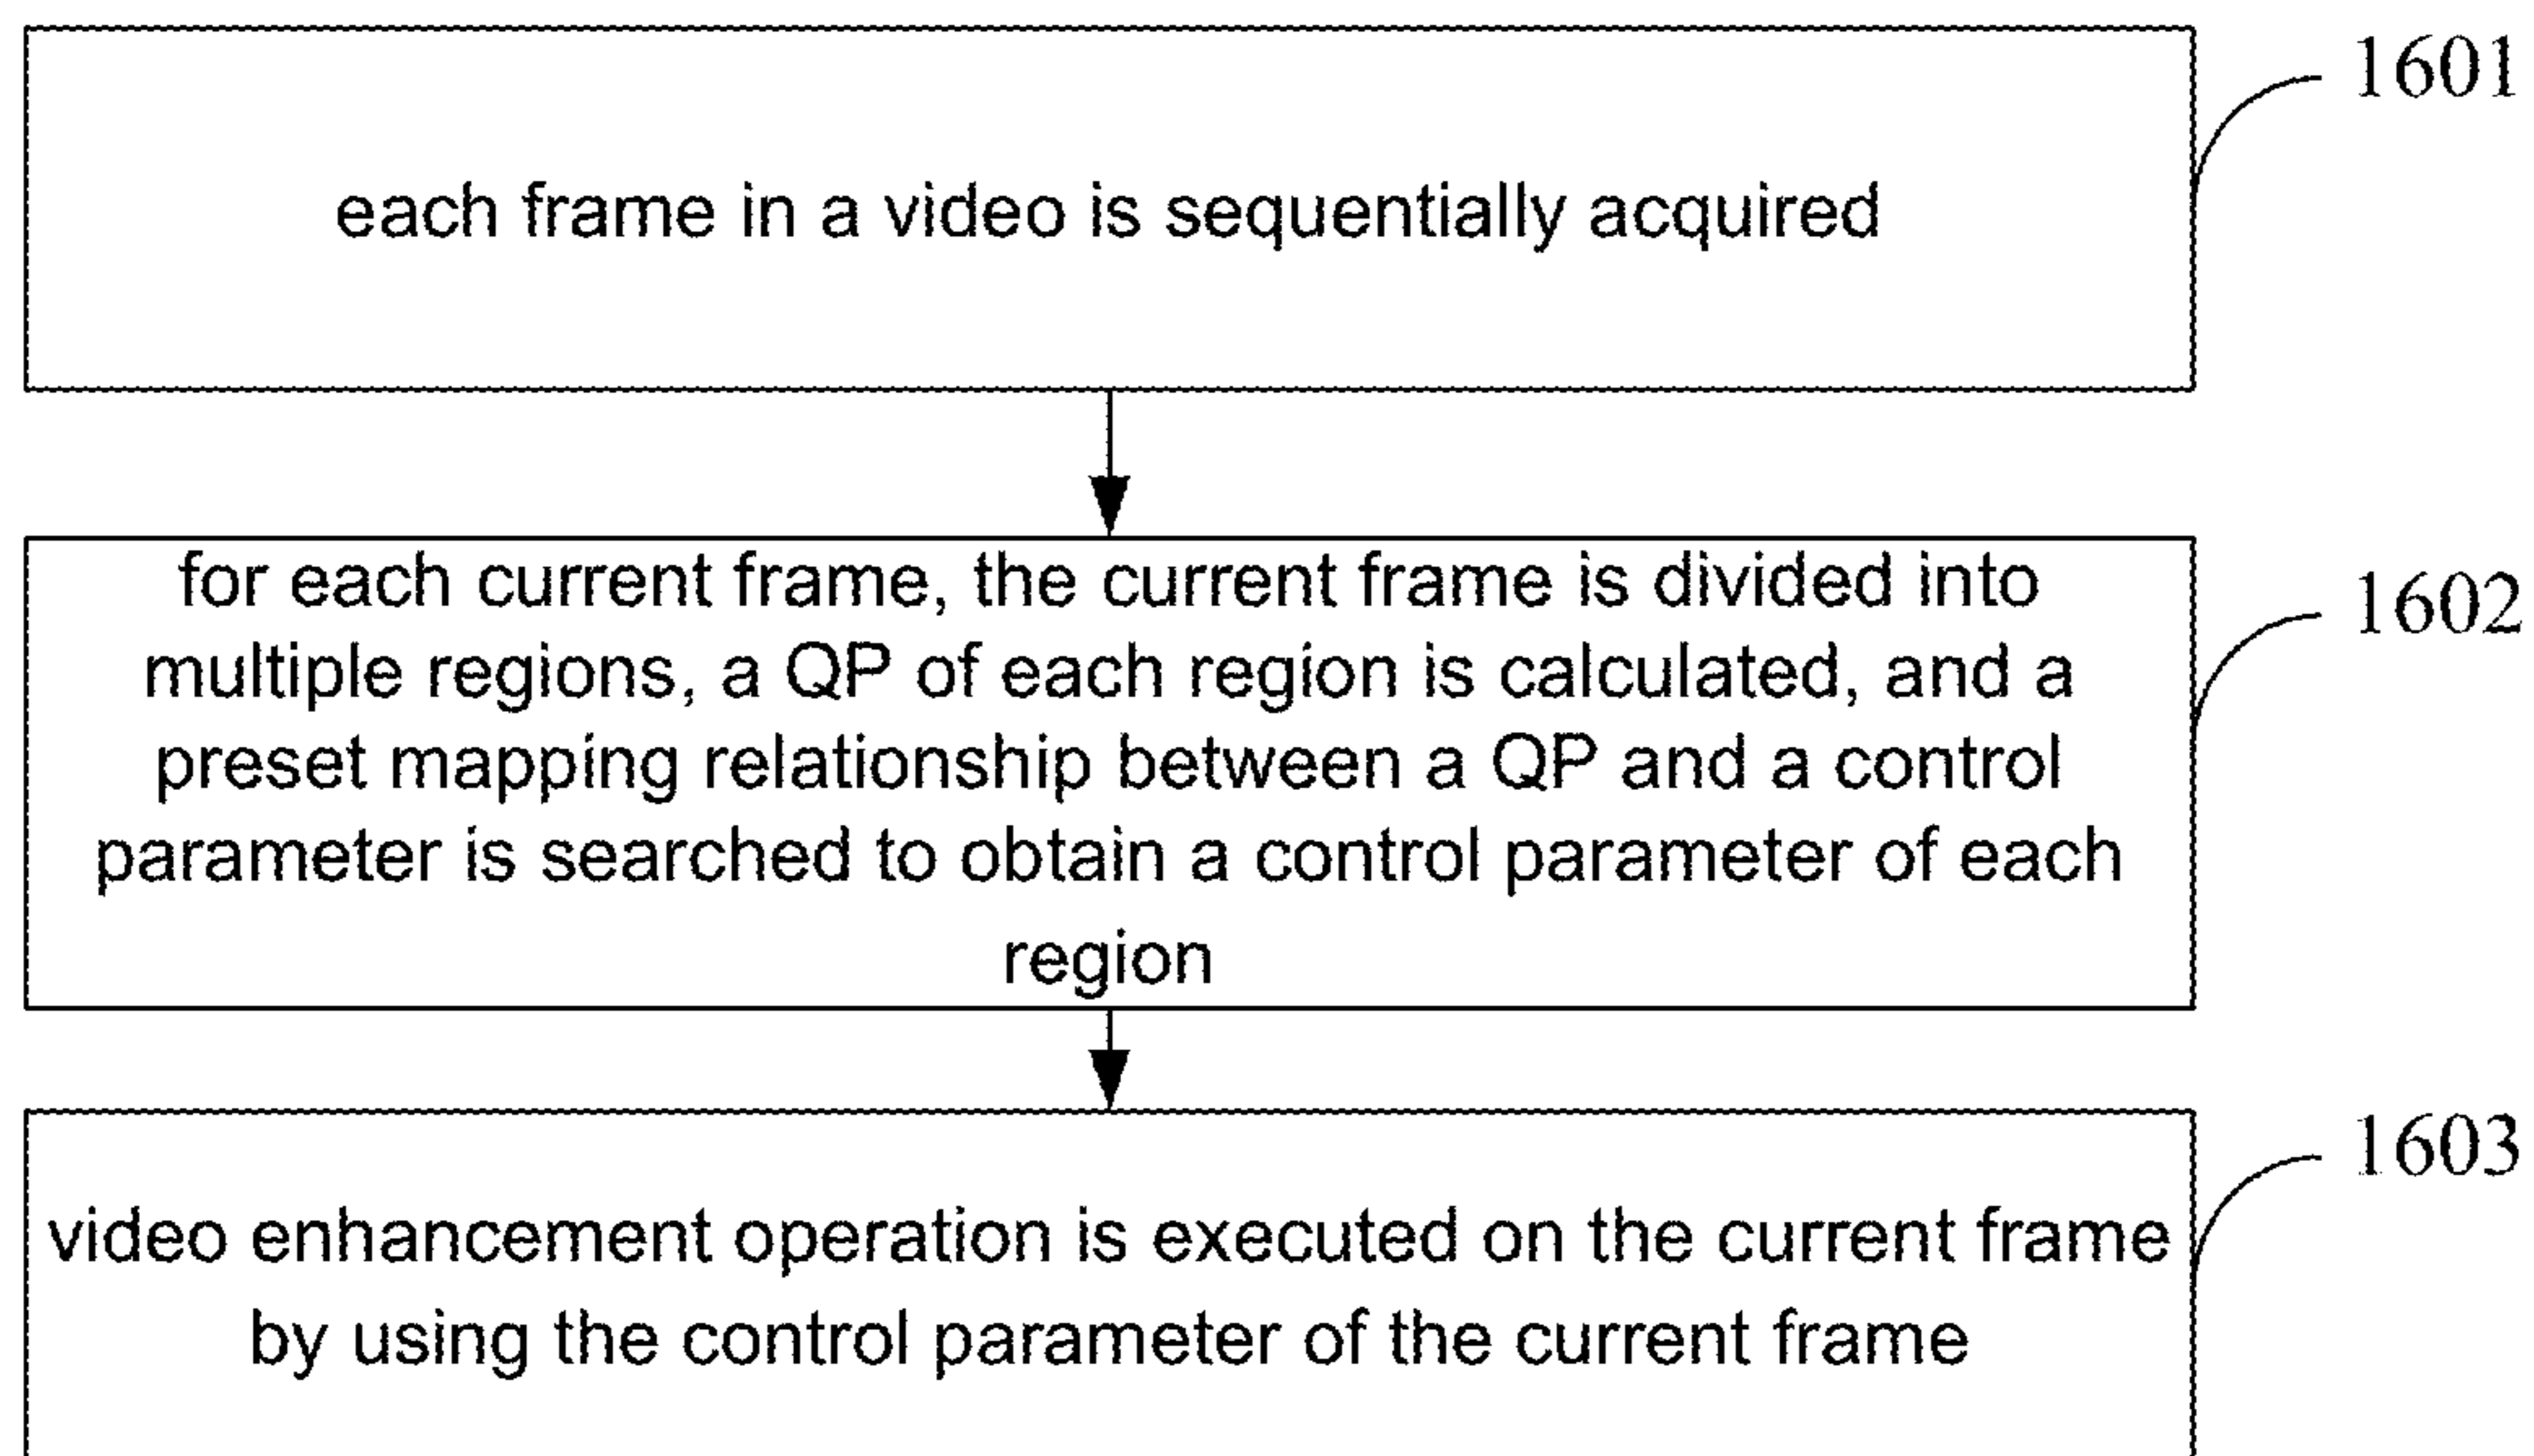 each frame in a video is sequentially acquired
1601
for each current frame, the current frame is divided into
multiple regions, a QP of each region is calculated, and a
preset mapping relationship between a QP and a control
parameter is searched to obtain a control parameter of each
region
1602
video enhancement operation is executed on the current frame
by using the control parameter of the current frame
1603